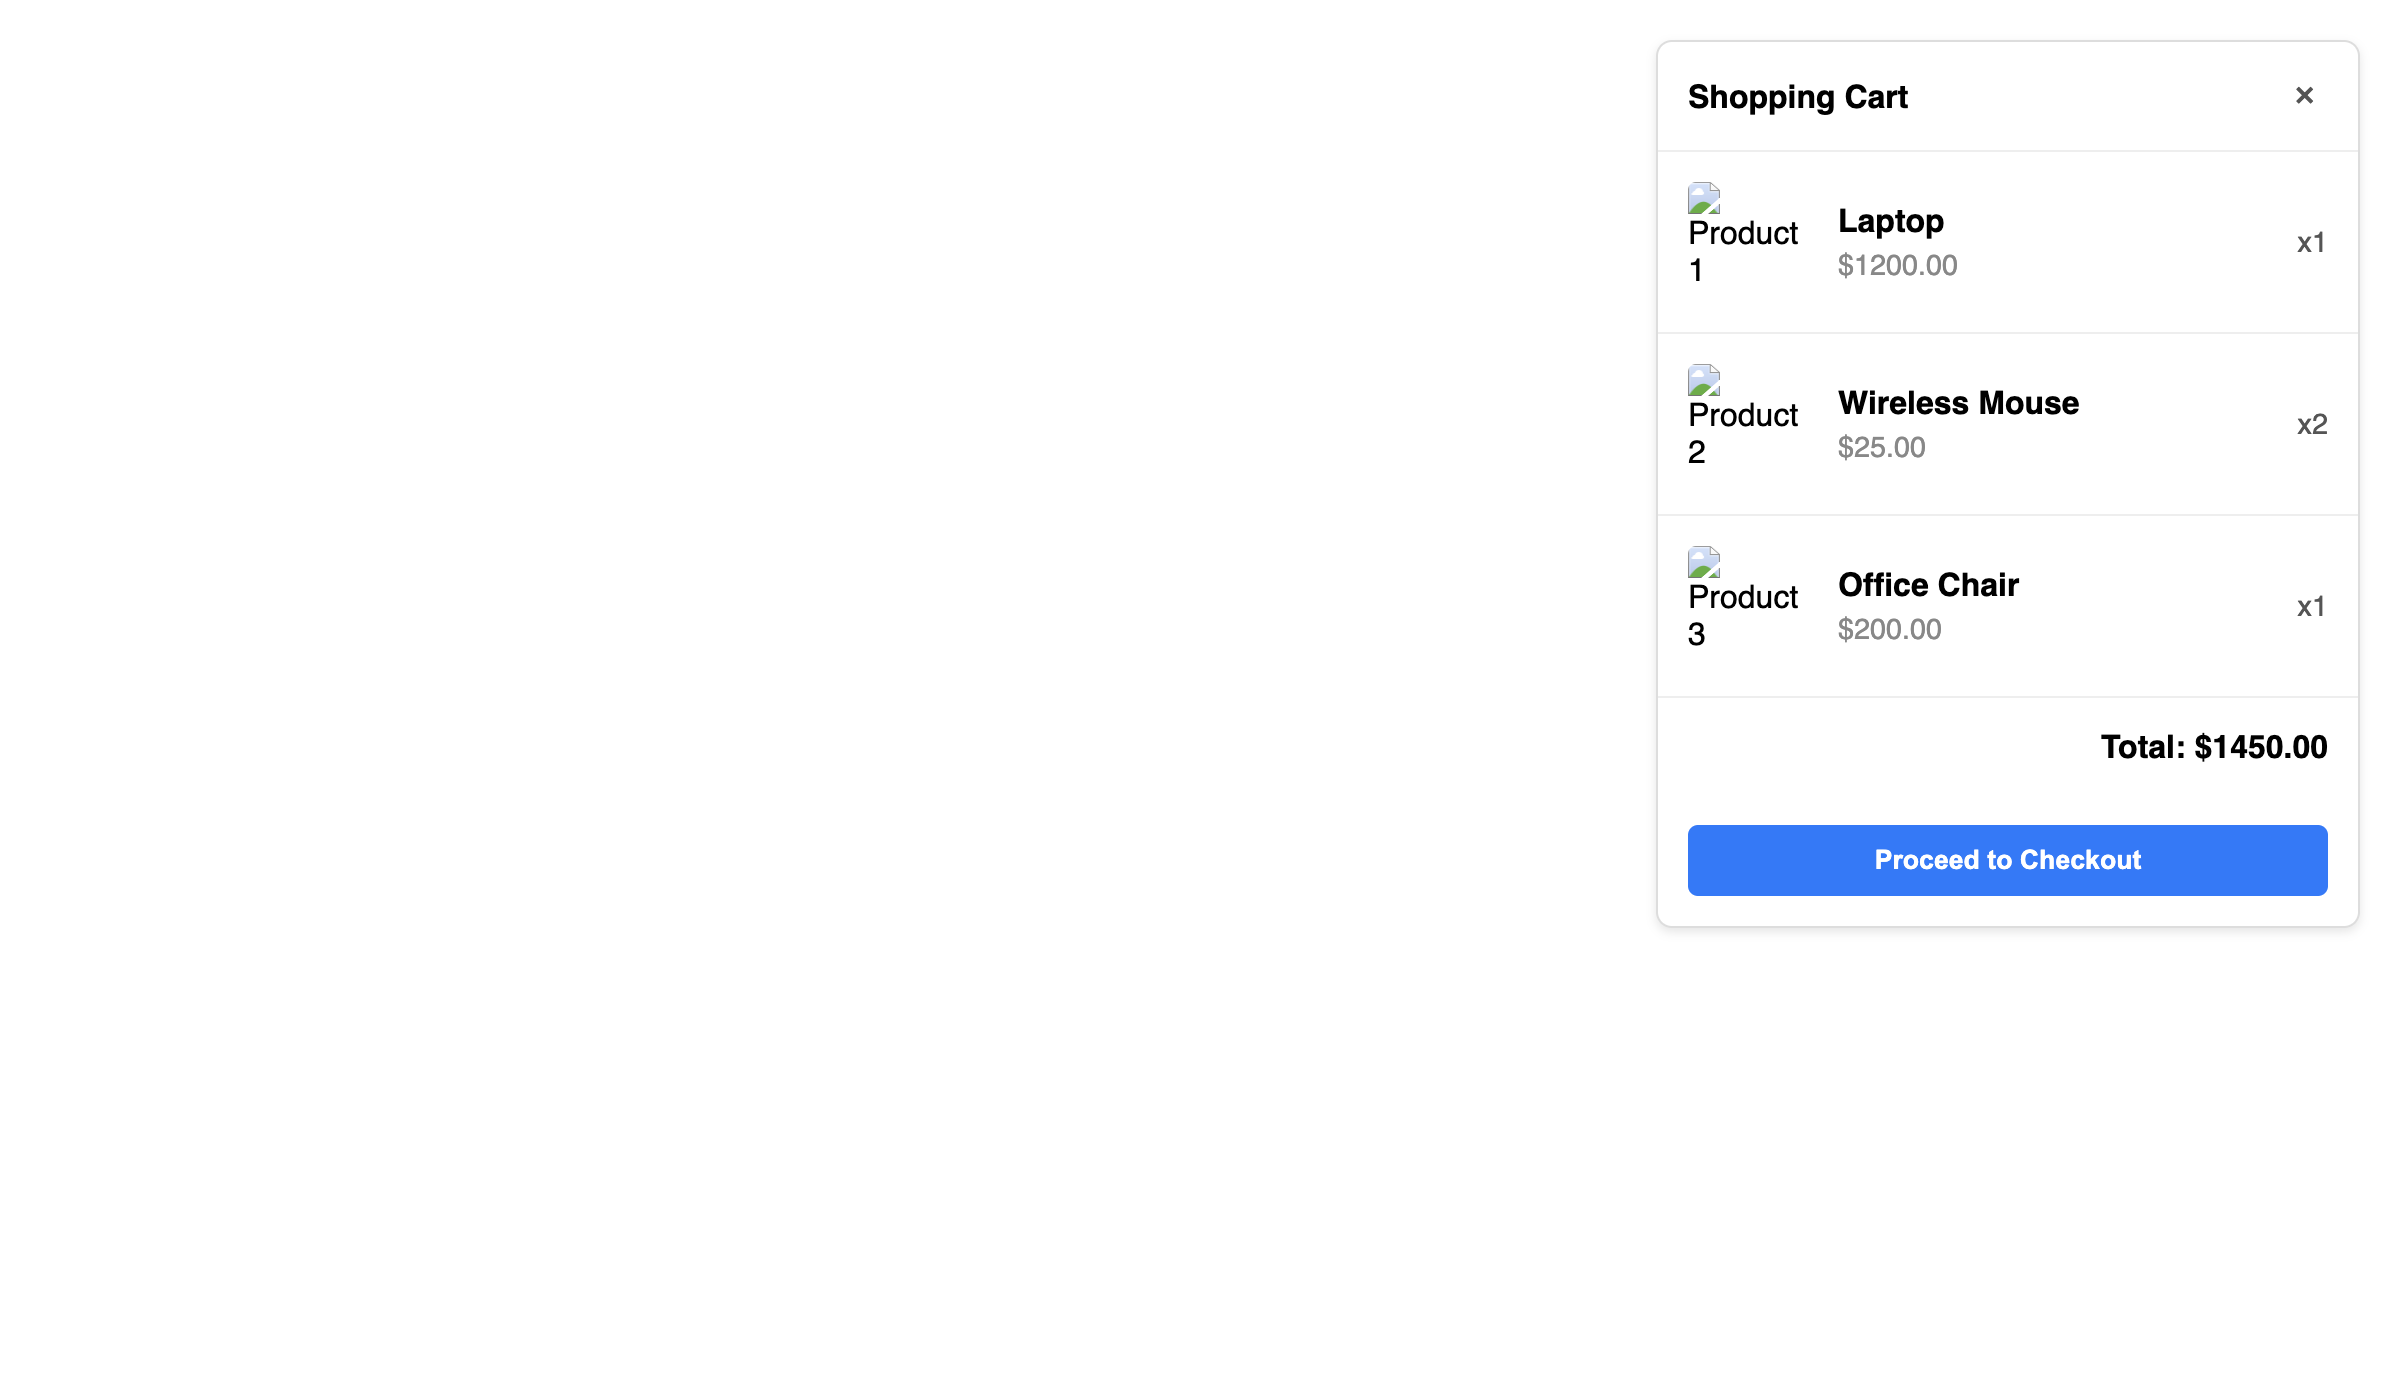 Shopping Cart ×
Product
1
Laptop
$1200.00
x1
Product
2
Wireless Mouse
$25.00
x2
Product
3
Office Chair
$200.00
x1
Total: $1450.00
Proceed to Checkout